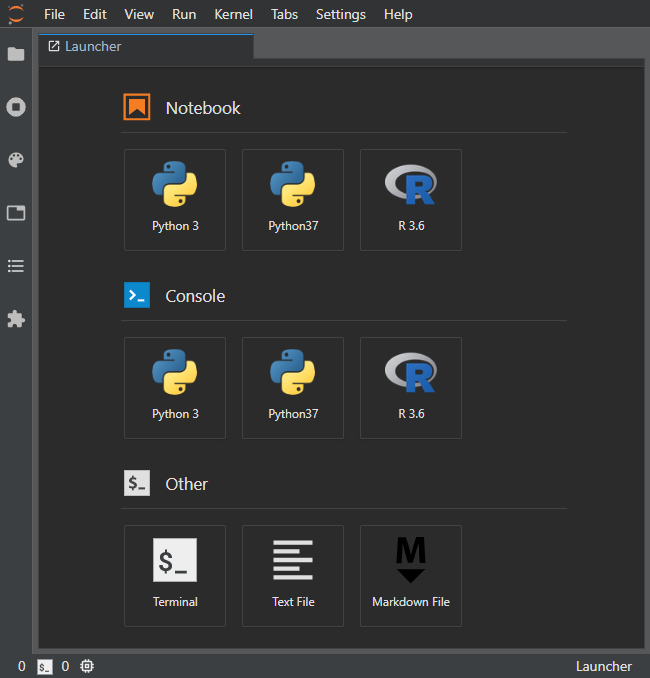 File Edit View Run Kernel Tabs Settings Help
Launcher
Notebook
Python 3 Python37 R 3.6
Console
>_
Python 3 Python37 R 3.6
$_ Other
$_ M
Terminal Text File Markdown File
0 $_ 0 Launcher